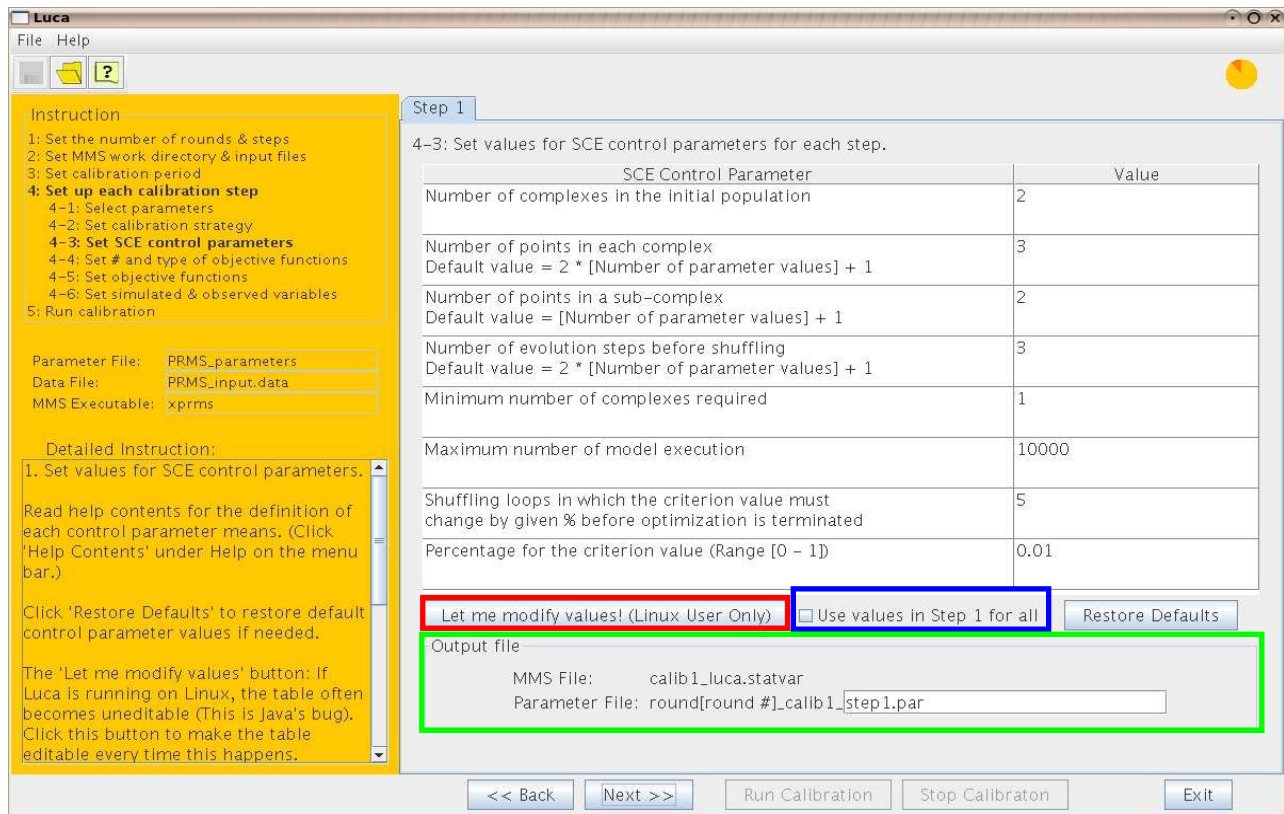 Luca
File Help
Instruction
1: Set the number of rounds & steps
2: Set MMS work directory & input files
3: Set calibration period
4: Set up each calibration step
4-1: Select parameters
4-2: Set calibration strategy
4-3: Set SCE control parameters
4-4: Set # and type of objective functions
4-5: Set objective functions
4-6: Set simulated & observed variables
5: Run calibration
Parameter File: PRMS_parameters
Data File: PRMS_input.data
MMS Executable: xprms
Detailed Instruction:
1. Set values for SCE control parameters.
Read help contents for the definition of
each control parameter means. (Click
'Help Contents' under Help on the menu
bar.)
Click 'Restore Defaults' to restore default
control parameter values if needed.
The 'Let me modify values' button: If
Luca is running on Linux, the table often
becomes uneditable (This is Java's bug).
Click this button to make the table
editable every time this happens.
Step 1
4-3: Set values for SCE control parameters for each step.
SCE Control Parameter Value
Number of complexes in the initial population 2
Number of points in each complex 3
Default value = 2 * [Number of parameter values] + 1
Number of points in a sub-complex 2
Default value = [Number of parameter values] + 1
Number of evolution steps before shuffling 3
Default value = 2 * [Number of parameter values] + 1
Minimum number of complexes required 1
Maximum number of model execution 10000
Shuffling loops in which the criterion value must 5
change by given % before optimization is terminated
Percentage for the criterion value (Range [0 - 1]) 0.01
Let me modify values! (Linux User Only) Use values in Step 1 for all Restore Defaults
Output file
MMS File: calib1_luca.statvar
Parameter File: round[round #]_calib1_step1.par
<< Back Next >> Run Calibration Stop Calibraton Exit